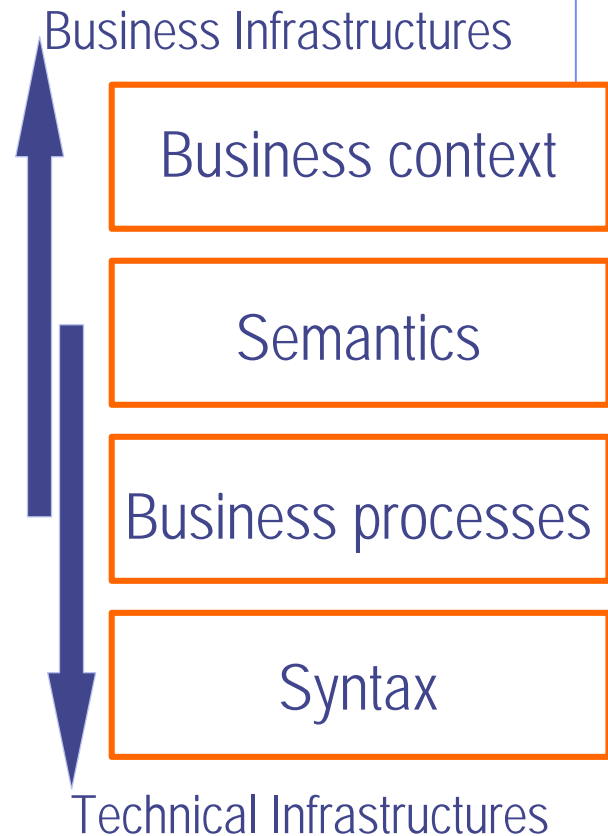 Business Infrastructures
Business context
Semantics
Business processes
Syntax
Technical Infrastructures